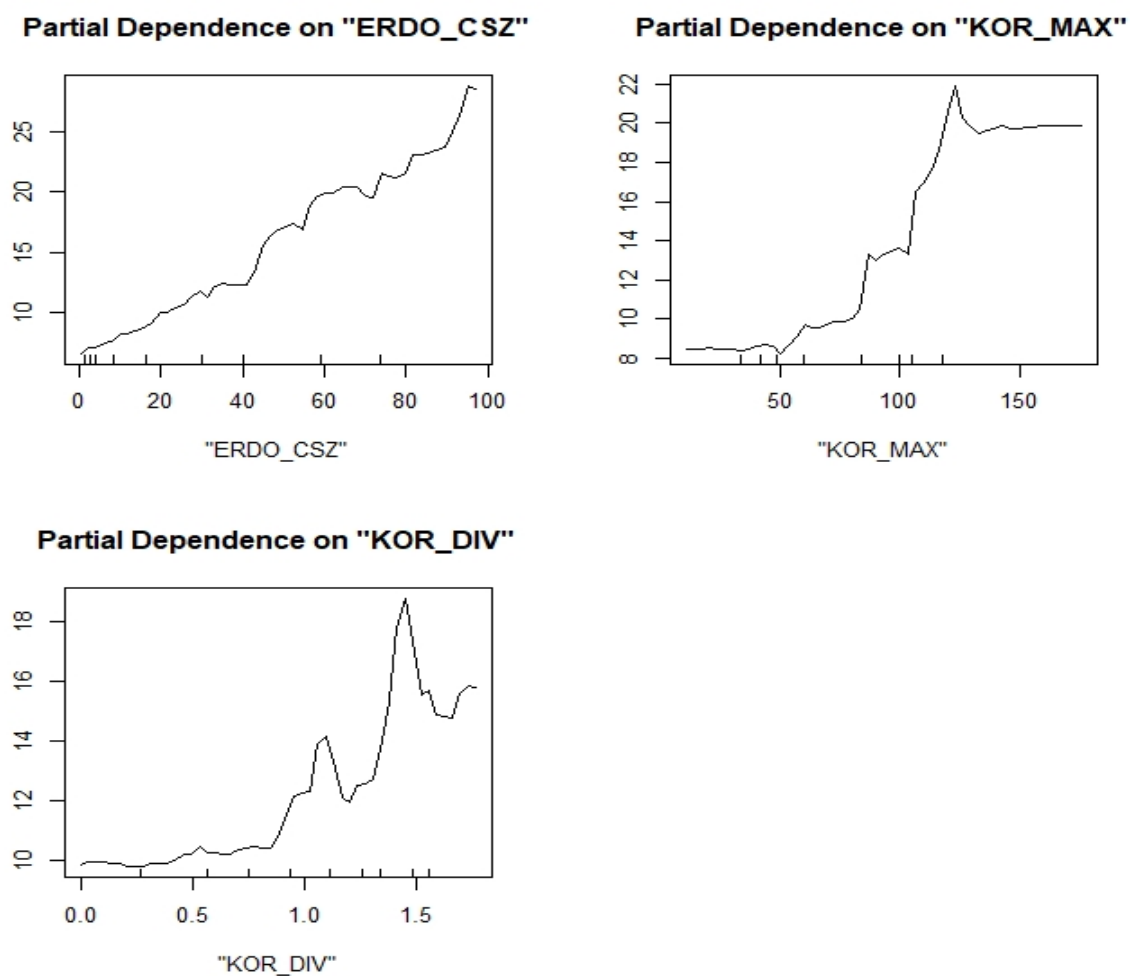 Partial Dependence on "ERDO_CSZ"
25
20
15
10
0 20 40 60 80 100
"ERDO_CSZ"
Partial Dependence on "KOR_MAX"
22
20
18
16
14
12
10
8
50 100 150
"KOR_MAX"
Partial Dependence on "KOR_DIV"
18
16
14
12
10
0.0 0.5 1.0 1.5
"KOR_DIV"